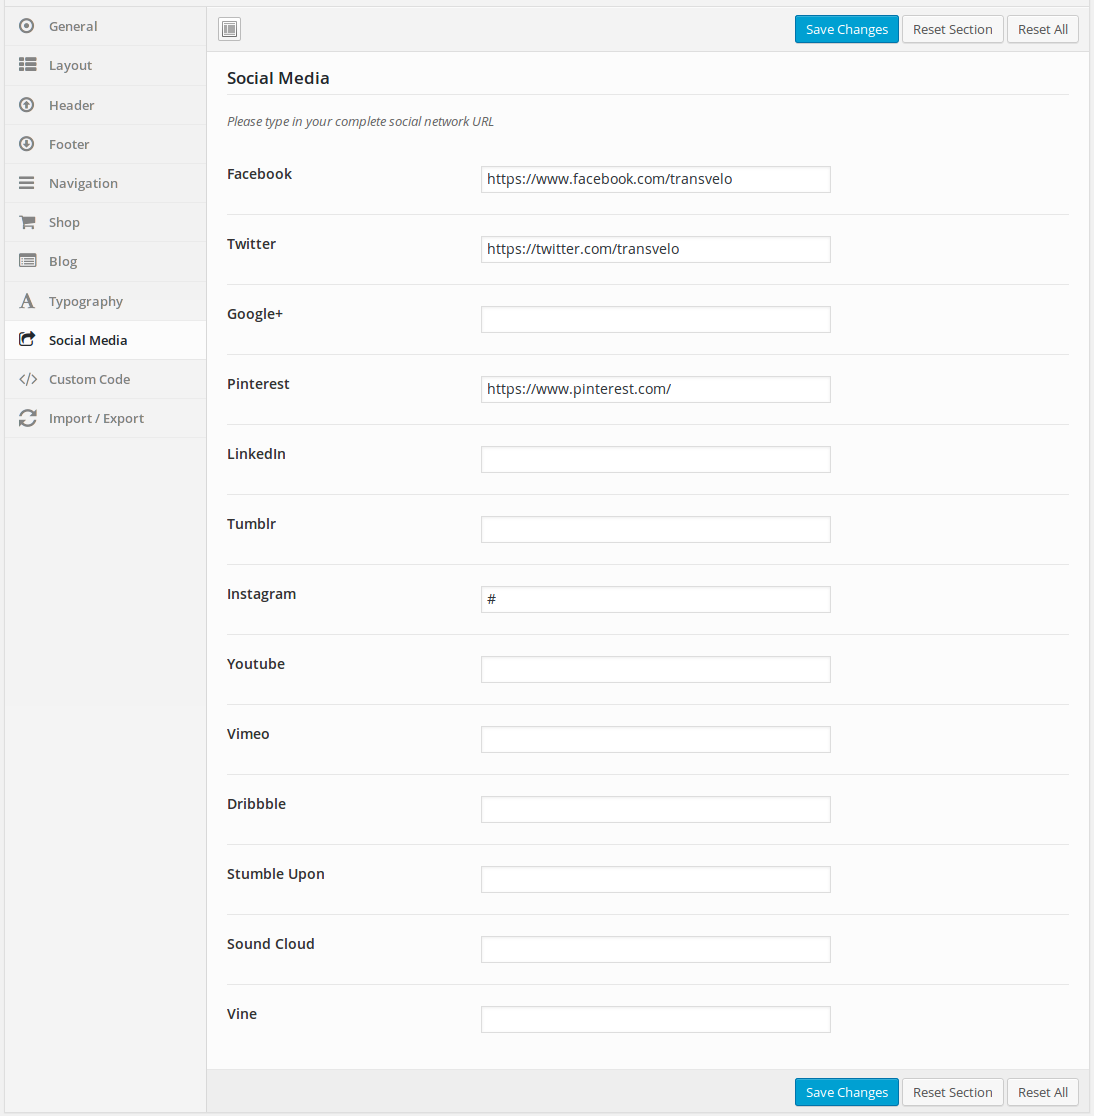 General
Layout
Header
Footer
Navigation
Shop
Blog
Typography
Social Media
Custom Code
Import / Export
Save Changes Reset Section Reset All
Social Media
Please type in your complete social network URL
Facebook https://www.facebook.com/transvelo
Twitter https://twitter.com/transvelo
Google+
Pinterest https://www.pinterest.com/
LinkedIn
Tumblr
Instagram #
Youtube
Vimeo
Dribbble
Stumble Upon
Sound Cloud
Vine
Save Changes Reset Section Reset All